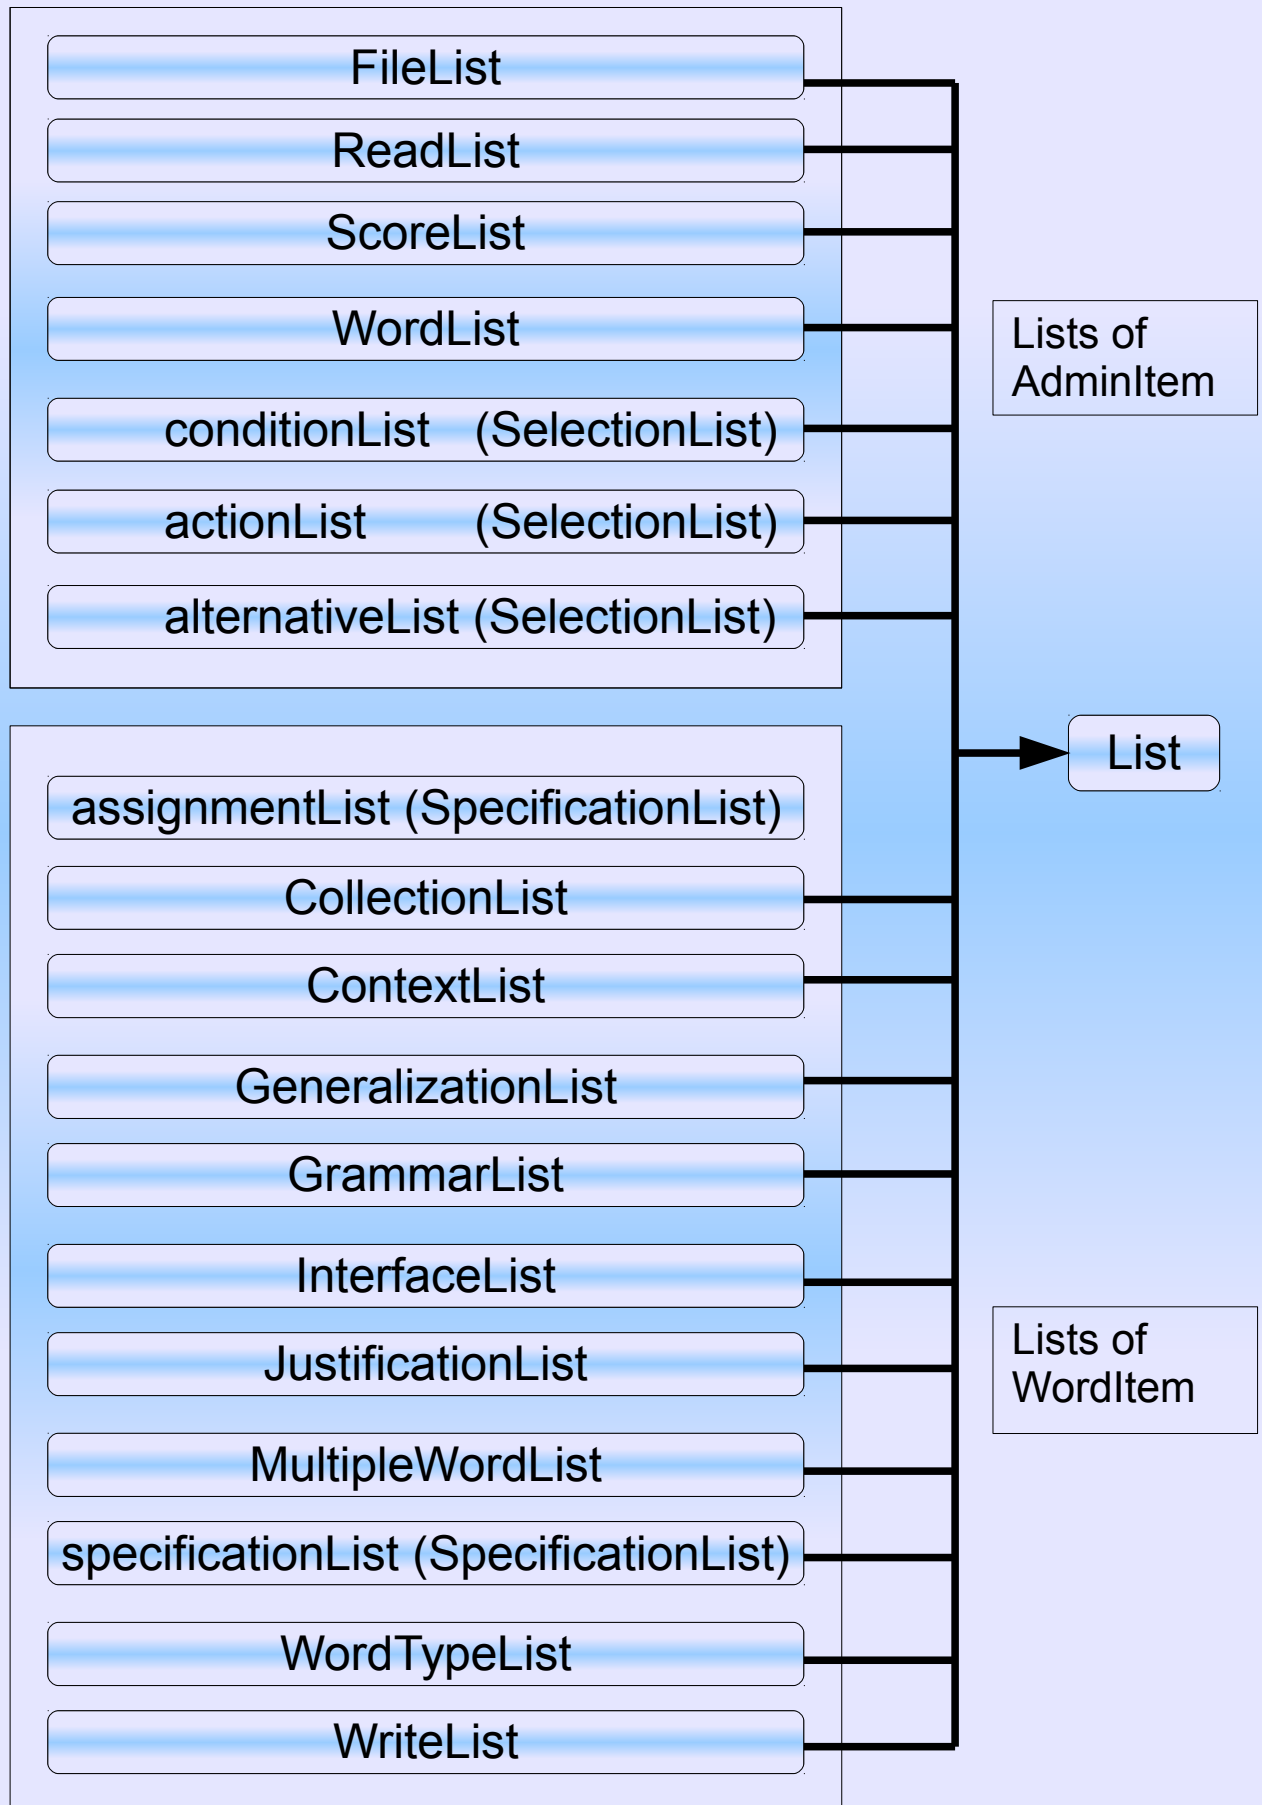 FileList
ReadList
ScoreList
WordList
conditionList (SelectionList)
actionList (SelectionList)
alternativeList (SelectionList)
Lists of
AdminItem
List
assignmentList (SpecificationList)
CollectionList
ContextList
GeneralizationList
GrammarList
InterfaceList
JustificationList
MultipleWordList
specificationList (SpecificationList)
WordTypeList
WriteList
Lists of
WordItem